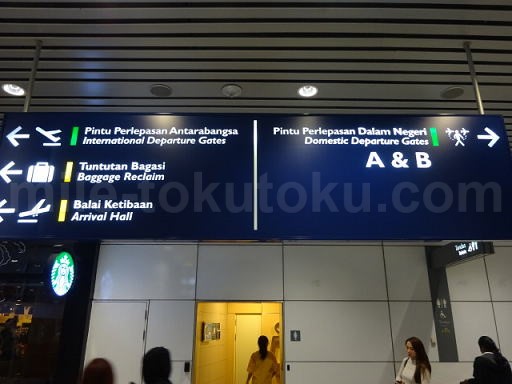 Pintu Perlepasan Antarabangsa
International Departure Gates
Tuntutan Bagasi
Baggage Reclaim
Balai Ketibaan
Arrival Hall
Pintu Perlepasan Dalam Negeri
Domestic Departure Gates
A & B
mile-tokutoku.com